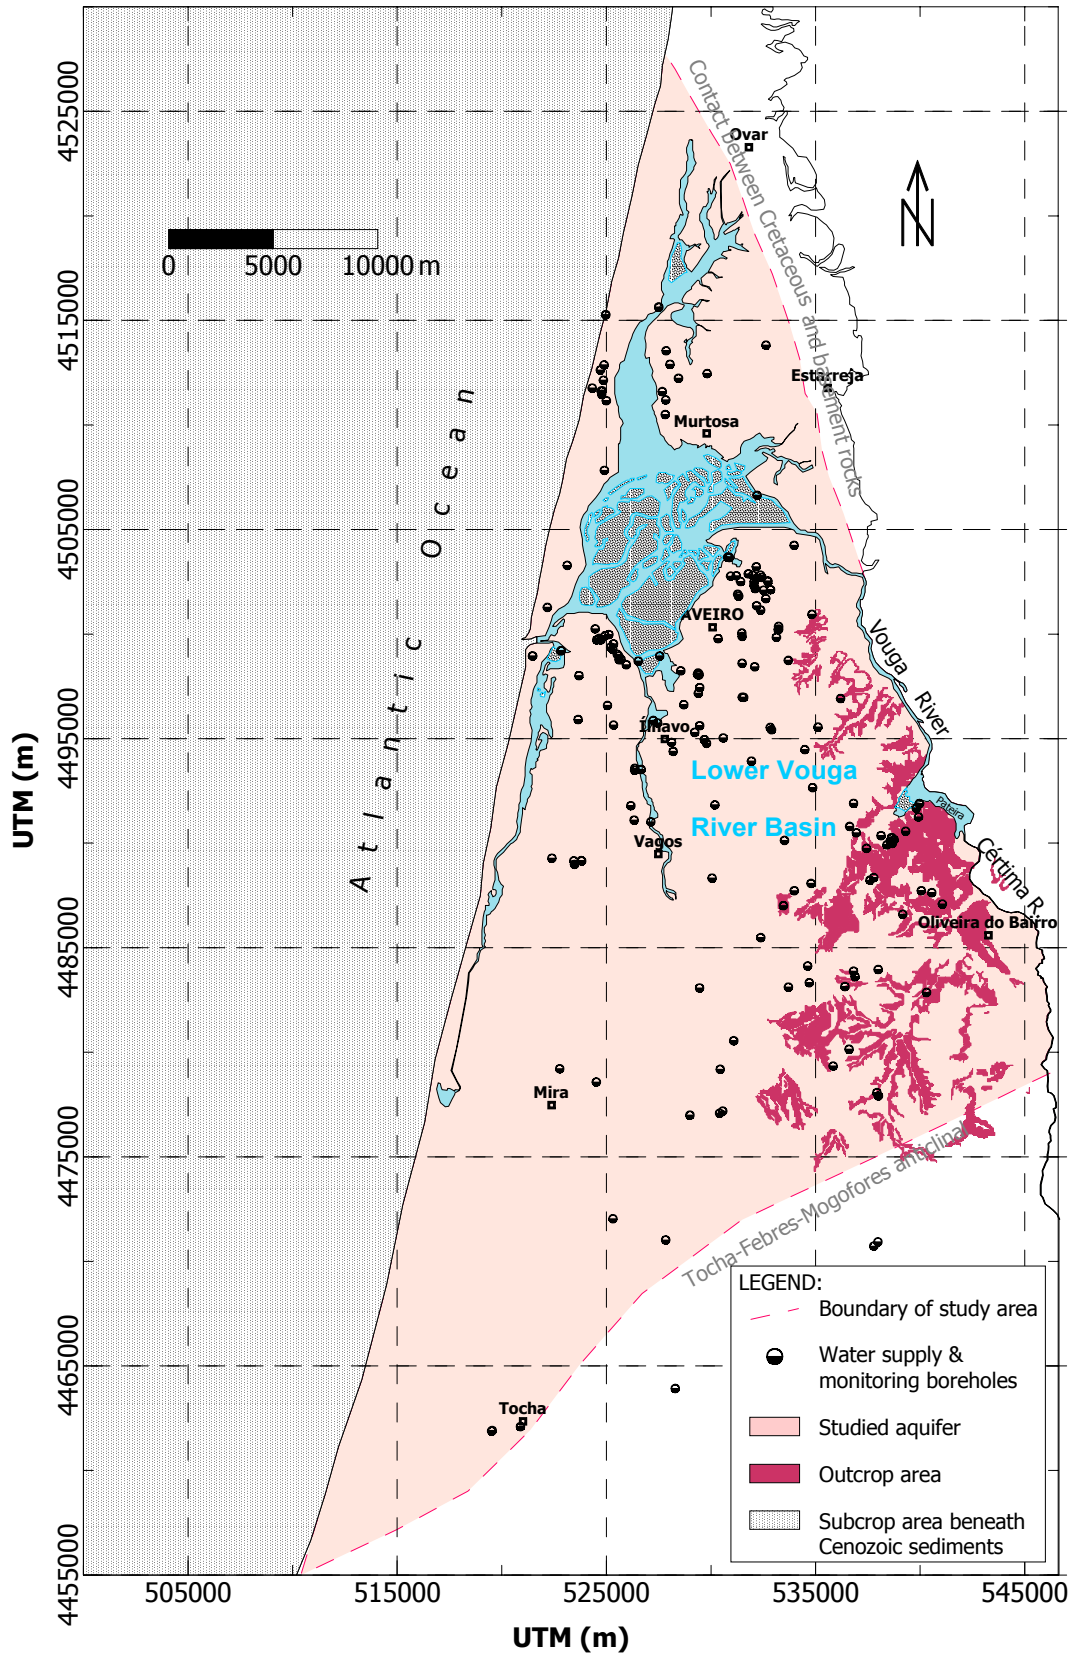 4525000
4515000
4505000
4495000
4485000
4475000
4465000
4455000
UTM (m)
505000
515000
525000
535000
545000
UTM (m)
0 5000 10000 m
N
Atlantic Ocean
Contact between Cretaceous and basement rocks
Ovar
Estarreja
Murtosa
AVEIRO
Vouga River
Ílhavo
Lower Vouga
River Basin
Pateira
Vagos
Cértima R.
Oliveira do Bairro
Mira
Tocha-Febres-Mogofores anticlinal
Tocha
LEGEND:
Boundary of study area
Water supply &
monitoring boreholes
Studied aquifer
Outcrop area
Subcrop area beneath
Cenozoic sediments